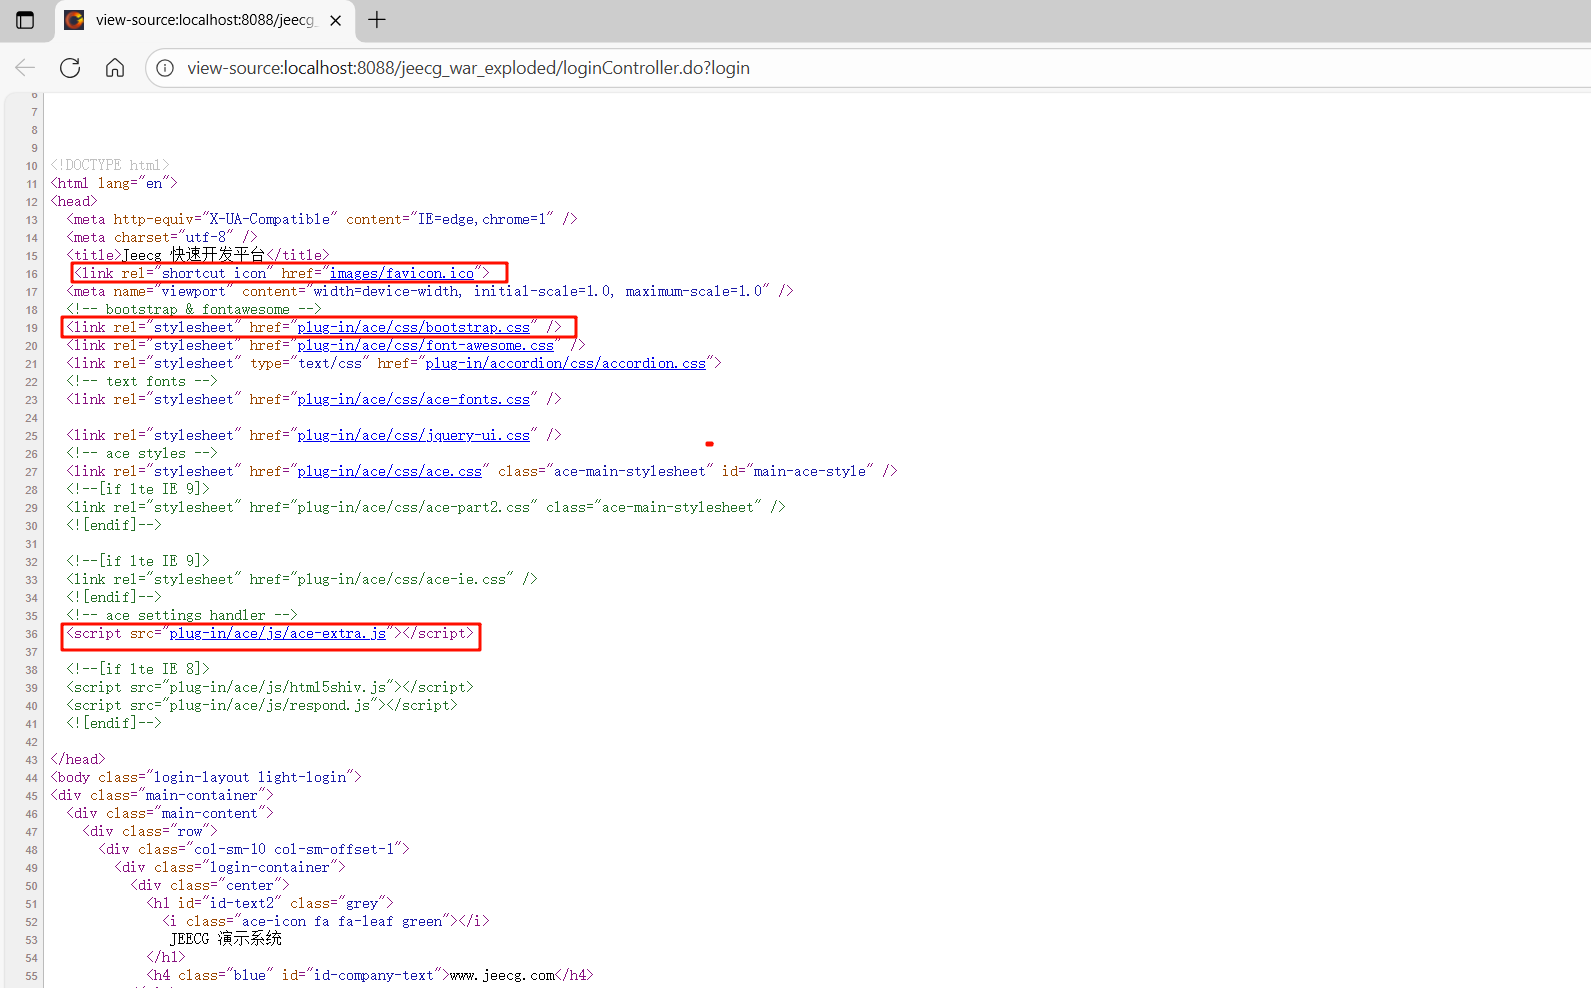 view-source:localhost:8088/jeecg_
view-source:localhost:8088/jeecg_war_exploded/loginController.do?login
6
7
8
9
10 <!DOCTYPE html>
11 <html lang="en">
12 <head>
13 <meta http-equiv="X-UA-Compatible" content="IE=edge,chrome=1" />
14 <meta charset="utf-8" />
15 <title>Jeecg 快速开发平台</title>
16 <link rel="shortcut icon" href="images/favicon.ico">
17 <meta name="viewport" content="width=device-width, initial-scale=1.0, maximum-scale=1.0" />
18 <!-- bootstrap & fontawesome -->
19 <link rel="stylesheet" href="plug-in/ace/css/bootstrap.css" />
20 <link rel="stylesheet" href="plug-in/ace/css/font-awesome.css" />
21 <link rel="stylesheet" type="text/css" href="plug-in/accordion/css/accordion.css">
22 <!-- text fonts -->
23 <link rel="stylesheet" href="plug-in/ace/css/ace-fonts.css" />
24
25 <link rel="stylesheet" href="plug-in/ace/css/jquery-ui.css" />
26 <!-- ace styles -->
27 <link rel="stylesheet" href="plug-in/ace/css/ace.css" class="ace-main-stylesheet" id="main-ace-style" />
28 <!--[if lte IE 9]>
29 <link rel="stylesheet" href="plug-in/ace/css/ace-part2.css" class="ace-main-stylesheet" />
30 <![endif]-->
31
32 <!--[if lte IE 9]>
33 <link rel="stylesheet" href="plug-in/ace/css/ace-ie.css" />
34 <![endif]-->
35 <!-- ace settings handler -->
36 <script src="plug-in/ace/js/ace-extra.js"></script>
37
38 <!--[if lte IE 8]>
39 <script src="plug-in/ace/js/html5shiv.js"></script>
40 <script src="plug-in/ace/js/respond.js"></script>
41 <![endif]-->
42
43 </head>
44 <body class="login-layout light-login">
45 <div class="main-container">
46 <div class="main-content">
47 <div class="row">
48 <div class="col-sm-10 col-sm-offset-1">
49 <div class="login-container">
50 <div class="center">
51 <h1 id="id-text2" class="grey">
52 <i class="ace-icon fa fa-leaf green"></i>
53 JEECG 演示系统
54 </h1>
55 <h4 class="blue" id="id-company-text">www.jeecg.com</h4>